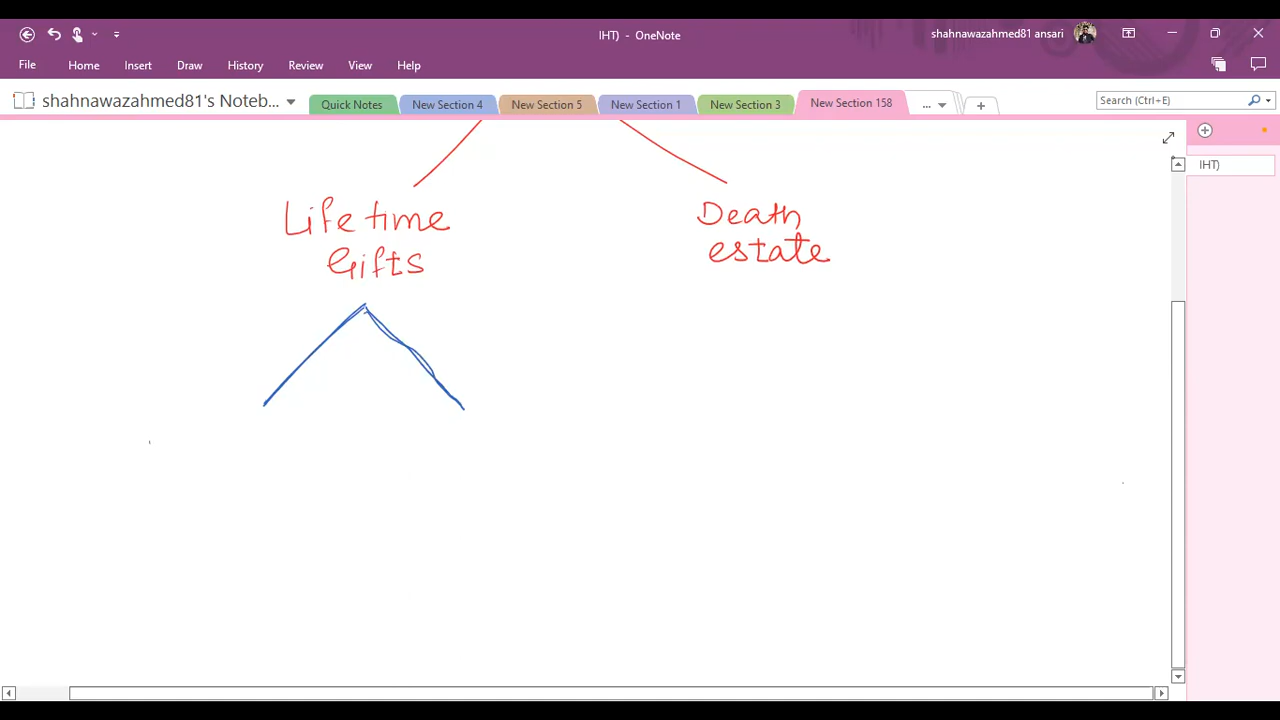 IHT) - OneNote
shahnawazahmed81 ansari
File Home Insert Draw History Review View Help
shahnawazahmed81's Noteb...
Quick Notes New Section 4 New Section 5 New Section 1 New Section 3 New Section 158 ...
Search (Ctrl+E)
IHT)
Life time
Gifts
Death
estate